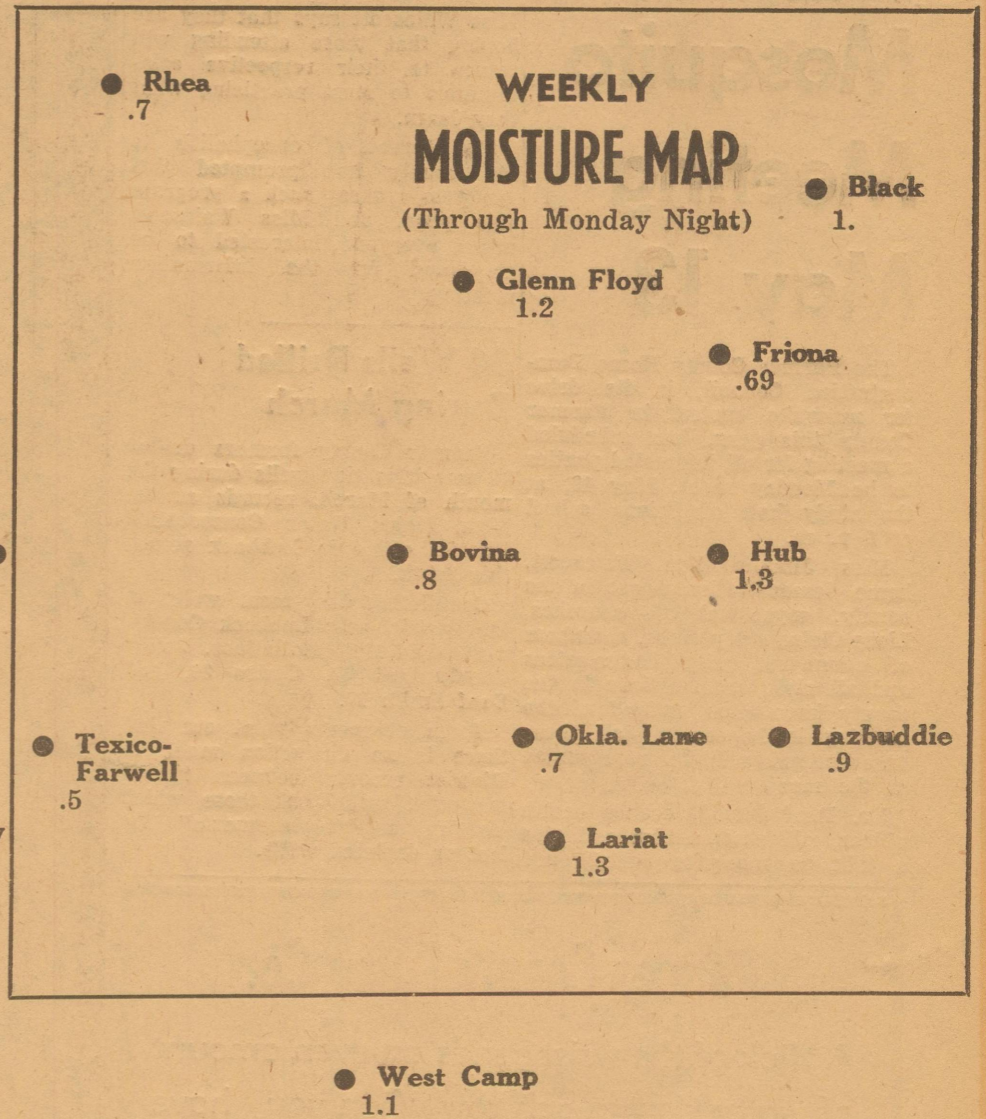 Rhea
.7
WEEKLY
MOISTURE MAP
(Through Monday Night)
Black
1.
Glenn Floyd
1.2
Friona
.69
Bovina
.8
Hub
1.3
Texico-
Farwell
.5
Okla. Lane
.7
Lazbuddie
.9
Lariat
1.3
West Camp
1.1